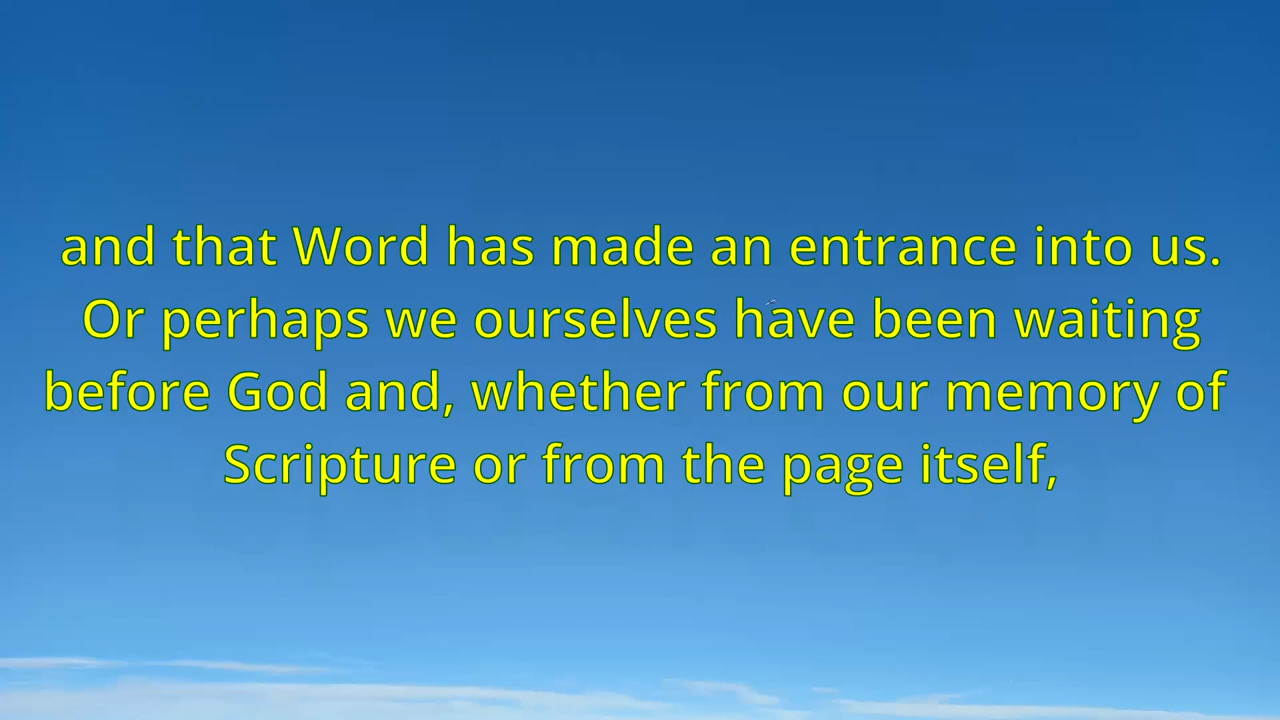 and that Word has made an entrance into us.
Or perhaps we ourselves have been waiting
before God and, whether from our memory of
Scripture or from the page itself,